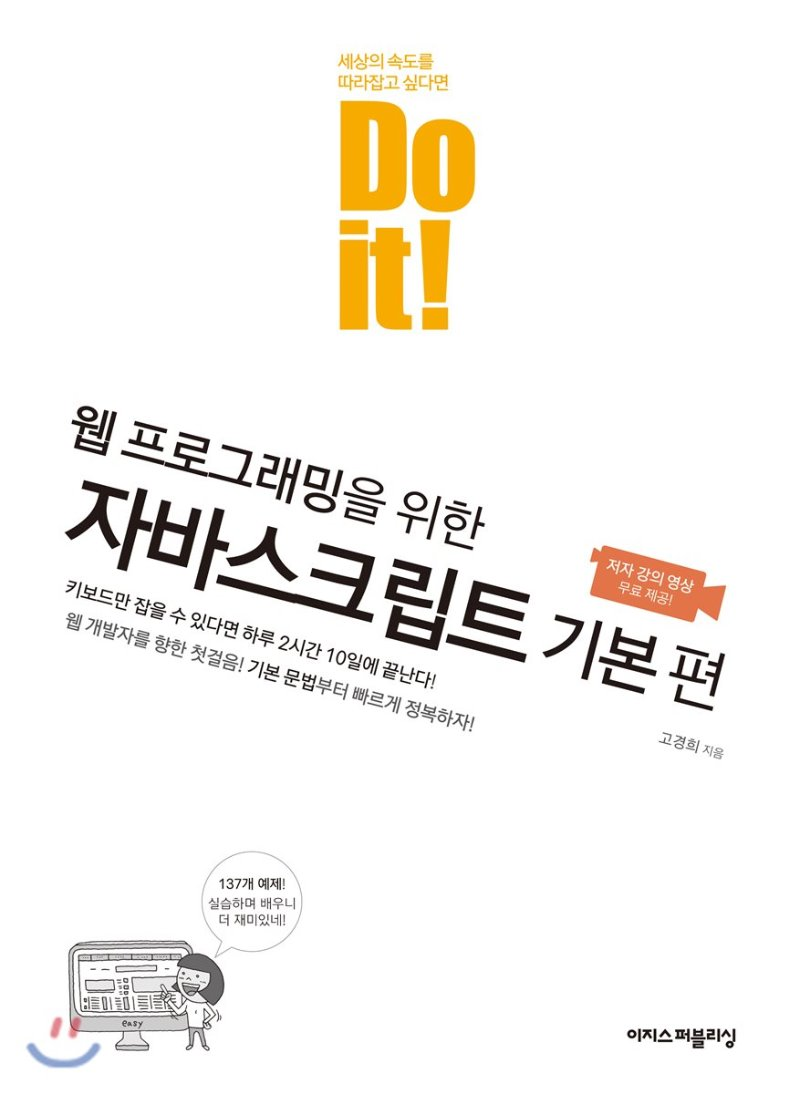 세상의 속도를
따라잡고 싶다면
Do
it!
웹 프로그래밍을 위한
자바스크립트 기본 편
저자 강의 영상
무료 제공!
키보드만 잡을 수 있다면 하루 2시간 10일에 끝난다!
웹 개발자를 향한 첫걸음! 기본 문법부터 빠르게 정복하자!
고경희 지음
137개 예제!
실습하며 배우니
더 재미있네!
easy
이지스퍼블리싱